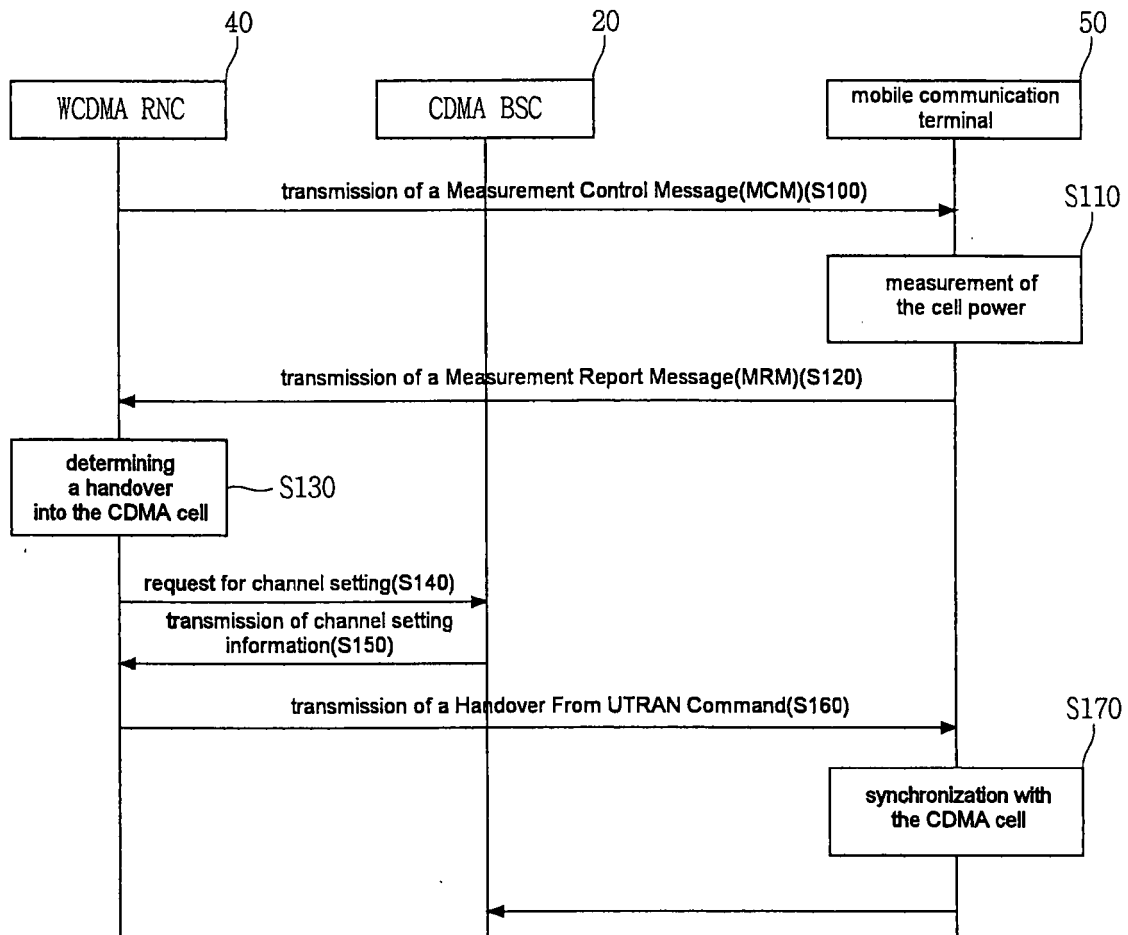 40
20
50
WCDMA RNC
CDMA BSC
mobile communication
terminal
transmission of a Measurement Control Message(MCM)(S100)
S110
measurement of
the cell power
transmission of a Measurement Report Message(MRM)(S120)
determining
a handover
into the CDMA cell
S130
request for channel setting(S140)
transmission of channel setting
information(S150)
transmission of a Handover From UTRAN Command(S160)
S170
synchronization with
the CDMA cell